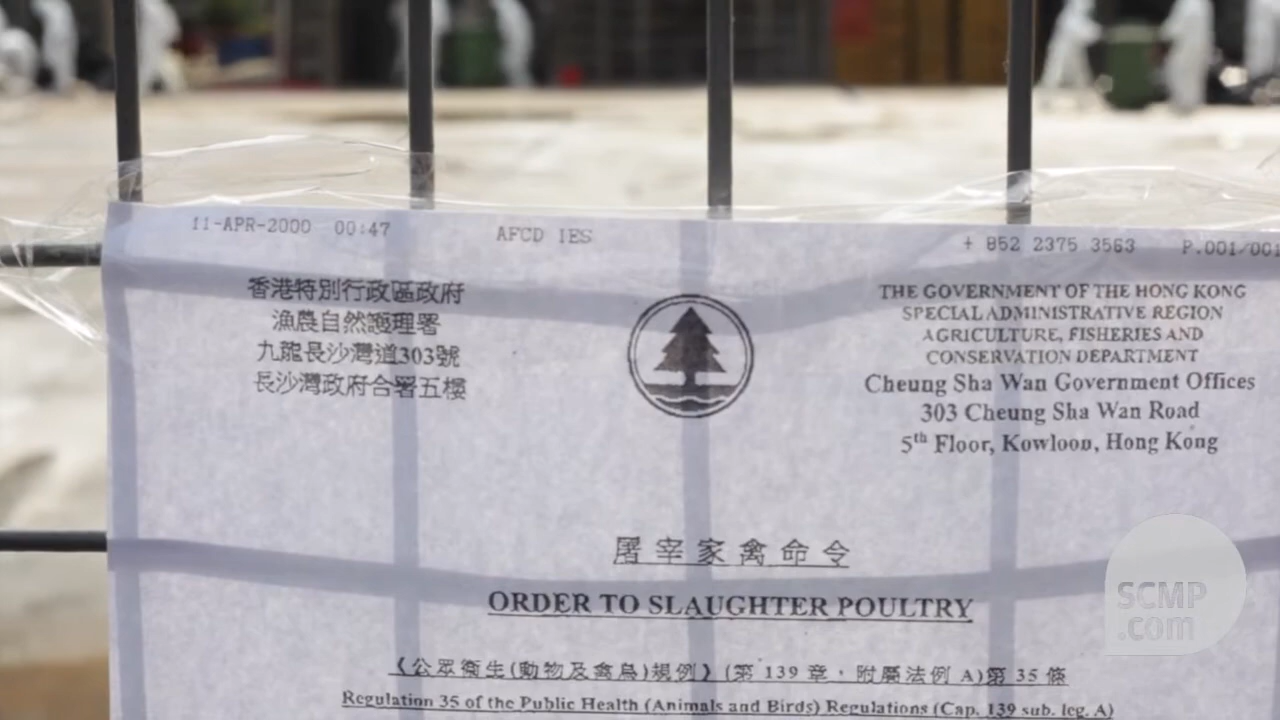 11-APR-2000 00:47 AFCD IES + 852 2375 3563 P.001/001
香港特別行政區政府
漁農自然護理署
九龍長沙灣道303號
長沙灣政府合署五樓
THE GOVERNMENT OF THE HONG KONG
SPECIAL ADMINISTRATIVE REGION
AGRICULTURE, FISHERIES AND
CONSERVATION DEPARTMENT
Cheung Sha Wan Government Offices
303 Cheung Sha Wan Road
5th Floor, Kowloon, Hong Kong
屠宰家禽命令
ORDER TO SLAUGHTER POULTRY
《公眾衞生(動物及禽鳥)規例》(第 139 章，附屬法例 A)第 35 條
Regulation 35 of the Public Health (Animals and Birds) Regulations (Cap. 139 sub. leg. A)
SCMP
.com